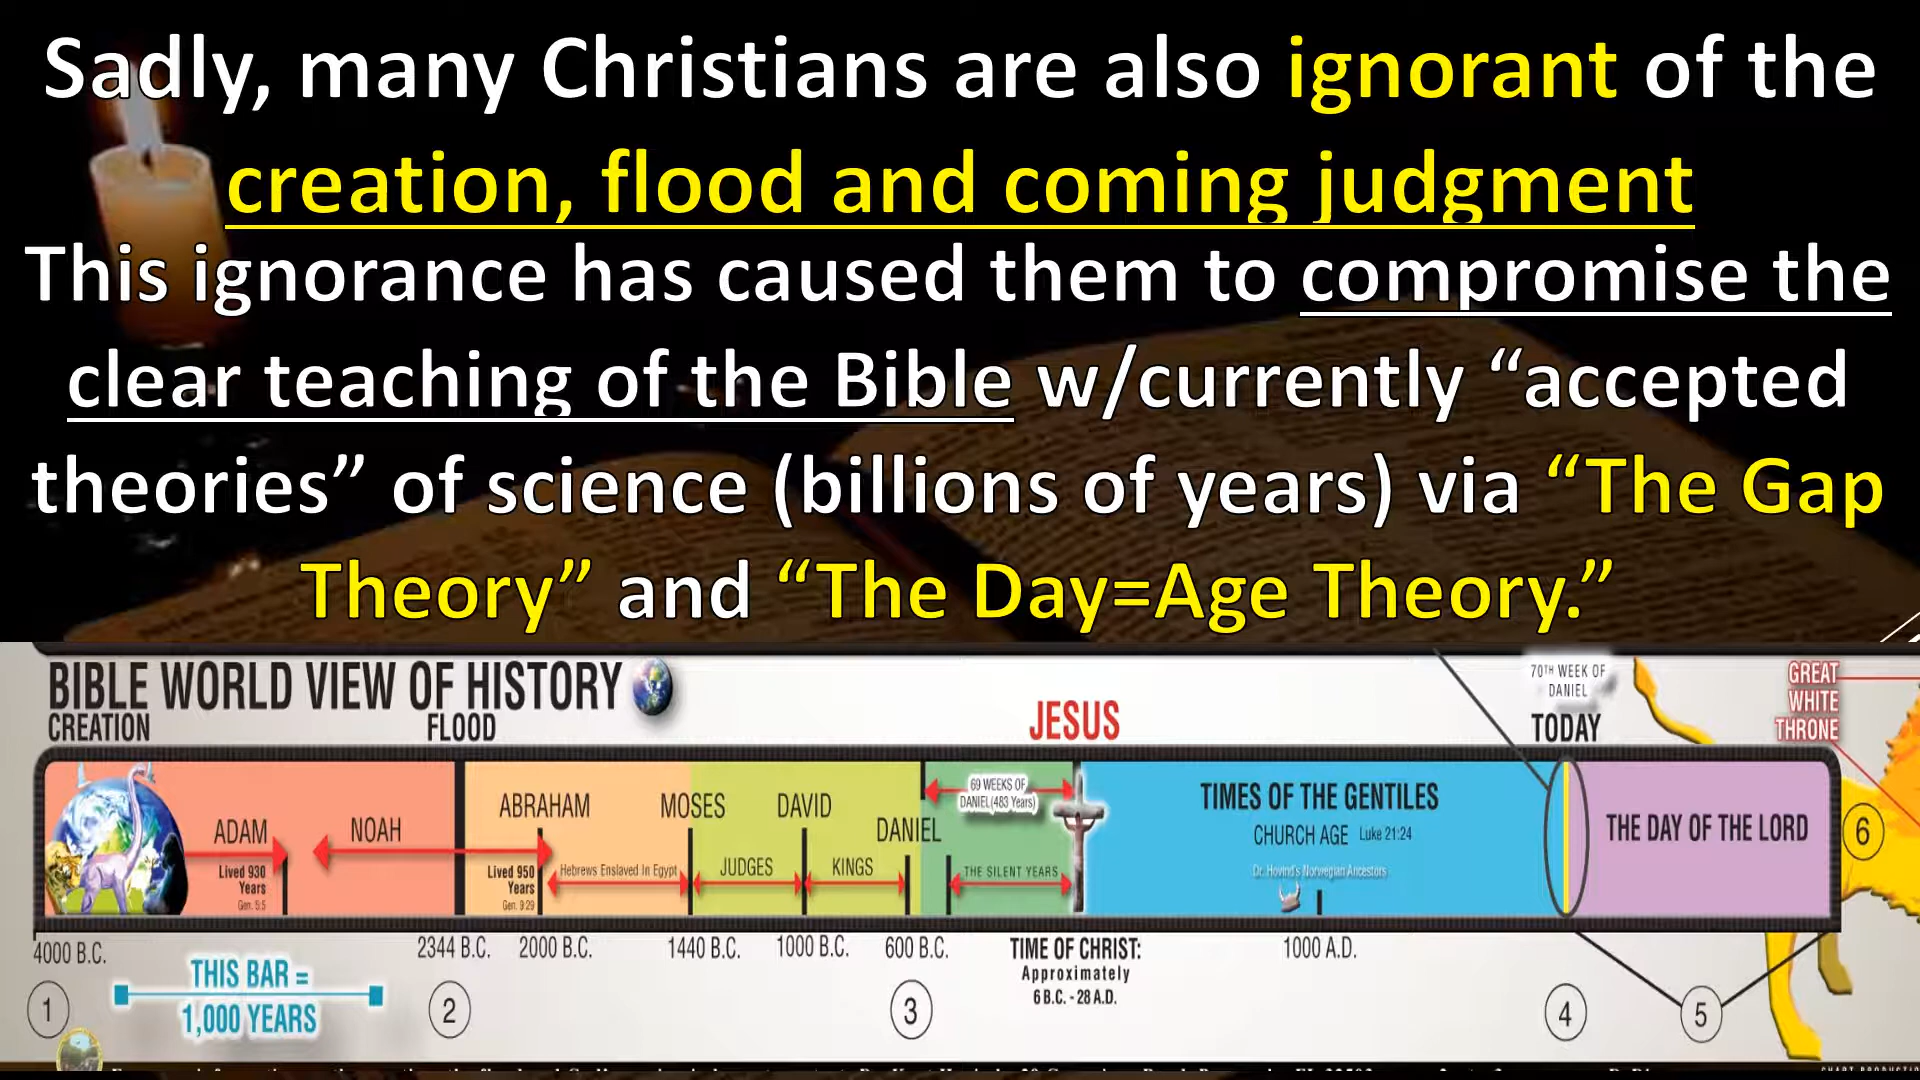 Sadly, many Christians are also ignorant of the
creation, flood and coming judgment
This ignorance has caused them to compromise the
clear teaching of the Bible w/currently “accepted
theories” of science (billions of years) via “The Gap
Theory” and “The Day=Age Theory.”
BIBLE WORLD VIEW OF HISTORY
CREATION
FLOOD
JESUS
70TH WEEK OF
DANIEL
TODAY
GREAT
WHITE
THRONE
ADAM
Lived 930
Years
Gen. 5:5
NOAH
Lived 950
Years
Gen. 9:29
ABRAHAM
Hebrews Enslaved In Egypt
MOSES
JUDGES
DAVID
KINGS
DANIEL
69 WEEKS OF
DANIEL (483 Years)
THE SILENT YEARS
TIMES OF THE GENTILES
CHURCH AGE Luke 21:24
Dr. Hovind's Norwegian Ancestors
THE DAY OF THE LORD
6
4000 B.C.
2344 B.C.
2000 B.C.
1440 B.C.
1000 B.C.
600 B.C.
TIME OF CHRIST:
Approximately
6 B.C. - 28 A.D.
1000 A.D.
THIS BAR =
1,000 YEARS
1
2
3
4
5